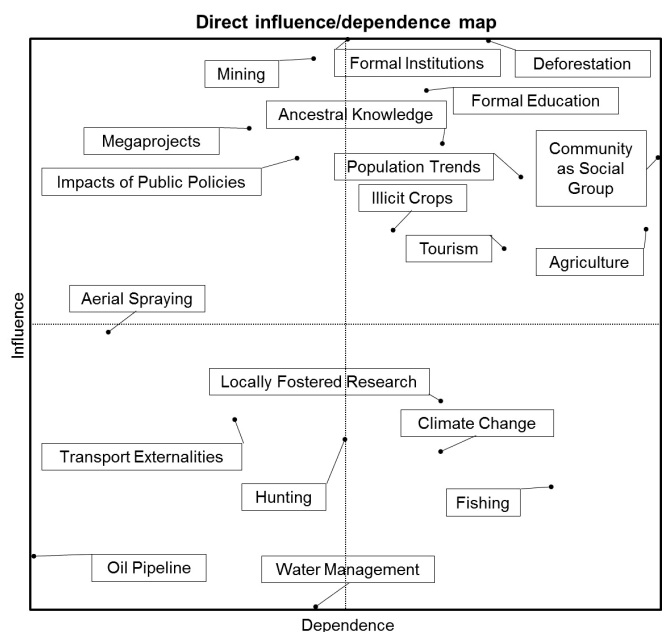 Direct influence/dependence map
Mining
Formal Institutions
Deforestation
Formal Education
Ancestral Knowledge
Megaprojects
Community
as Social
Group
Population Trends
Impacts of Public Policies
Illicit Crops
Tourism
Agriculture
Aerial Spraying
Influence
Locally Fostered Research
Climate Change
Transport Externalities
Hunting
Fishing
Oil Pipeline
Water Management
Dependence